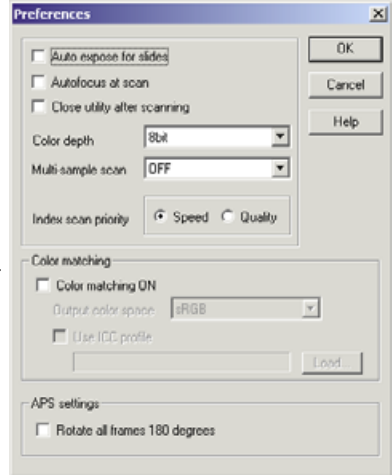 Preferences
Auto expose for slides
OK
Autofocus at scan
Cancel
Close utility after scanning
Help
Color depth 8bit
Multi-sample scan OFF
Index scan priority Speed Quality
Color matching
Color matching ON
Output color space sRGB
Use ICC profile
Load...
APS settings
Rotate all frames 180 degrees